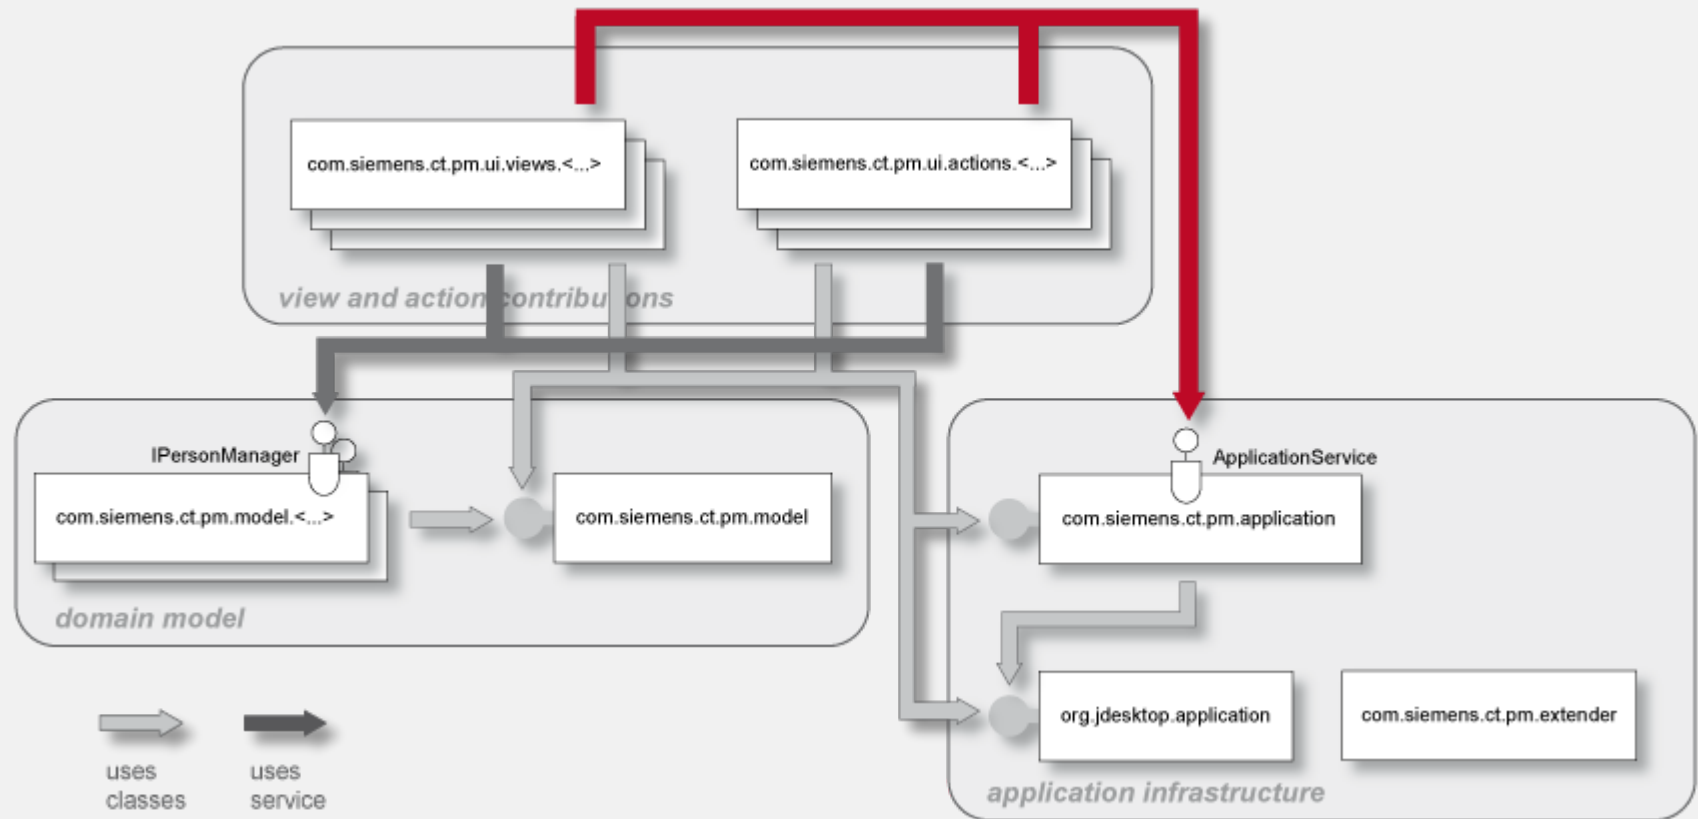 com.siemens.ct.pm.ui.views.<...>
com.siemens.ct.pm.ui.actions.<...>
view and action contributions
IPersonManager
com.siemens.ct.pm.model.<...>
com.siemens.ct.pm.model
domain model
ApplicationService
com.siemens.ct.pm.application
org.jdesktop.application
com.siemens.ct.pm.extender
application infrastructure
uses
classes
uses
service